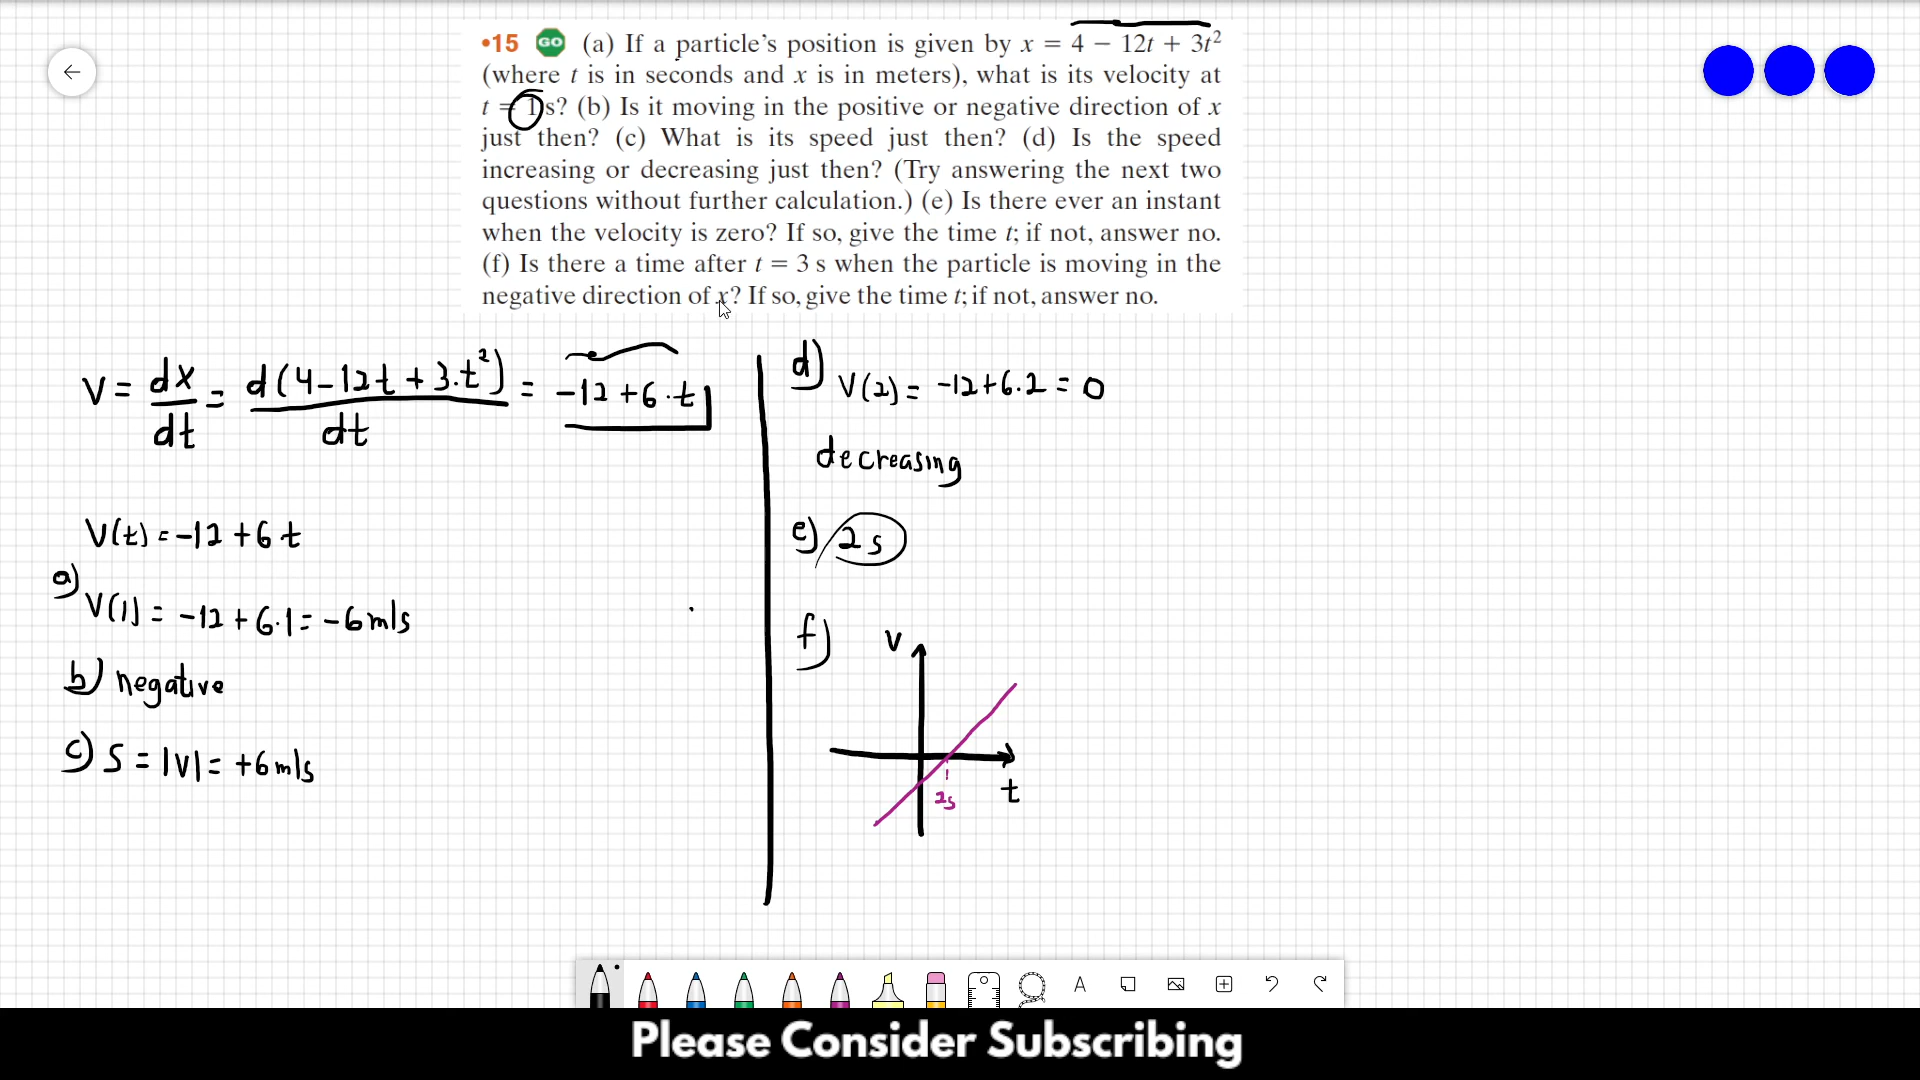 •15 GO (a) If a particle's position is given by x = 4 − 12t + 3t²
(where t is in seconds and x is in meters), what is its velocity at
t = 1 s? (b) Is it moving in the positive or negative direction of x
just then? (c) What is its speed just then? (d) Is the speed
increasing or decreasing just then? (Try answering the next two
questions without further calculation.) (e) Is there ever an instant
when the velocity is zero? If so, give the time t; if not, answer no.
(f) Is there a time after t = 3 s when the particle is moving in the
negative direction of x? If so, give the time t; if not, answer no.
V = dx/dt = d(4-12t+3.t²)/dt = -12+6.t
V(t) = -12+6t
a)
V(1) = -12+6.1 = -6m/s
b) negative
c) S = |V| = +6m/s
d)
V(2) = -12+6.2 = 0
decreasing
e) 2s
f)
V
2s
t
A
Please Consider Subscribing